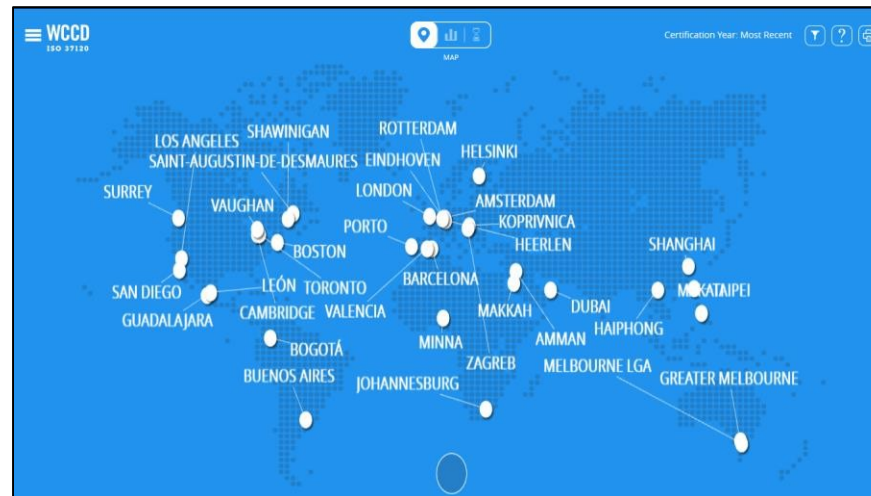 WCCD
ISO 37120
MAP
Certification Year: Most Recent
?
SHAWINIGAN
ROTTERDAM
LOS ANGELES
SAINT-AUGUSTIN-DE-DESMAURES
EINDHOVEN
HELSINKI
SURREY
LONDON
AMSTERDAM
VAUGHAN
PORTO
KOPRIVNICA
HEERLEN
SHANGHAI
BOSTON
BARCELONA
SAN DIEGO
LEÓN
TORONTO
TAIPEI
GUADALAJARA
CAMBRIDGE
VALENCIA
MAKKAH
DUBAI
HAIPHONG
BOGOTÁ
MINNA
AMMAN
ZAGREB
MELBOURNE LGA
BUENOS AIRES
JOHANNESBURG
GREATER MELBOURNE